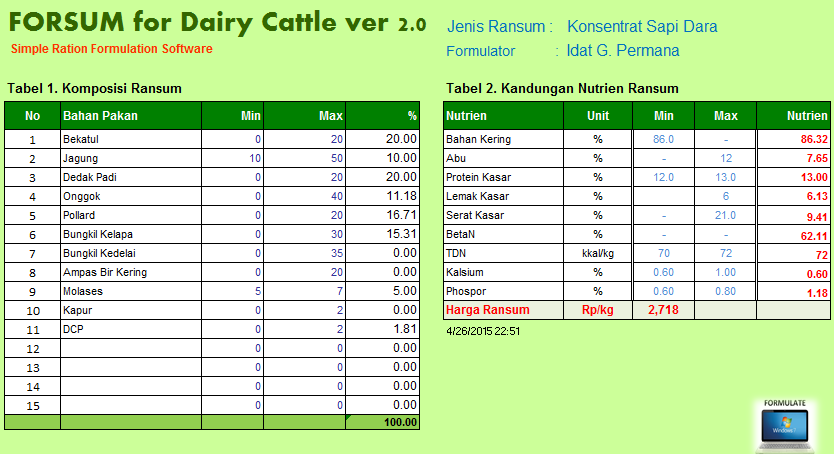 FORSUM for Dairy Cattle ver 2.0
Simple Ration Formulation Software
Jenis Ransum : Konsentrat Sapi Dara
Formulator : Idat G. Permana
Tabel 1. Komposisi Ransum
No Bahan Pakan Min Max %
1 Bekatul 0 20 20.00
2 Jagung 10 50 10.00
3 Dedak Padi 0 20 20.00
4 Onggok 0 40 11.18
5 Pollard 0 20 16.71
6 Bungkil Kelapa 0 30 15.31
7 Bungkil Kedelai 0 35 0.00
8 Ampas Bir Kering 0 20 0.00
9 Molases 5 7 5.00
10 Kapur 0 2 0.00
11 DCP 0 2 1.81
12 0 0 0.00
13 0 0 0.00
14 0 0 0.00
15 0 0 0.00
100.00
Tabel 2. Kandungan Nutrien Ransum
Nutrien Unit Min Max Nutrien
Bahan Kering % 86.0 - 86.32
Abu % - 12 7.65
Protein Kasar % 12.0 13.0 13.00
Lemak Kasar % 6 6.13
Serat Kasar % - 21.0 9.41
BetaN % - - 62.11
TDN kkal/kg 70 72 72
Kalsium % 0.60 1.00 0.60
Phospor % 0.60 0.80 1.18
Harga Ransum Rp/kg 2,718
4/26/2015 22:51
FORMULATE